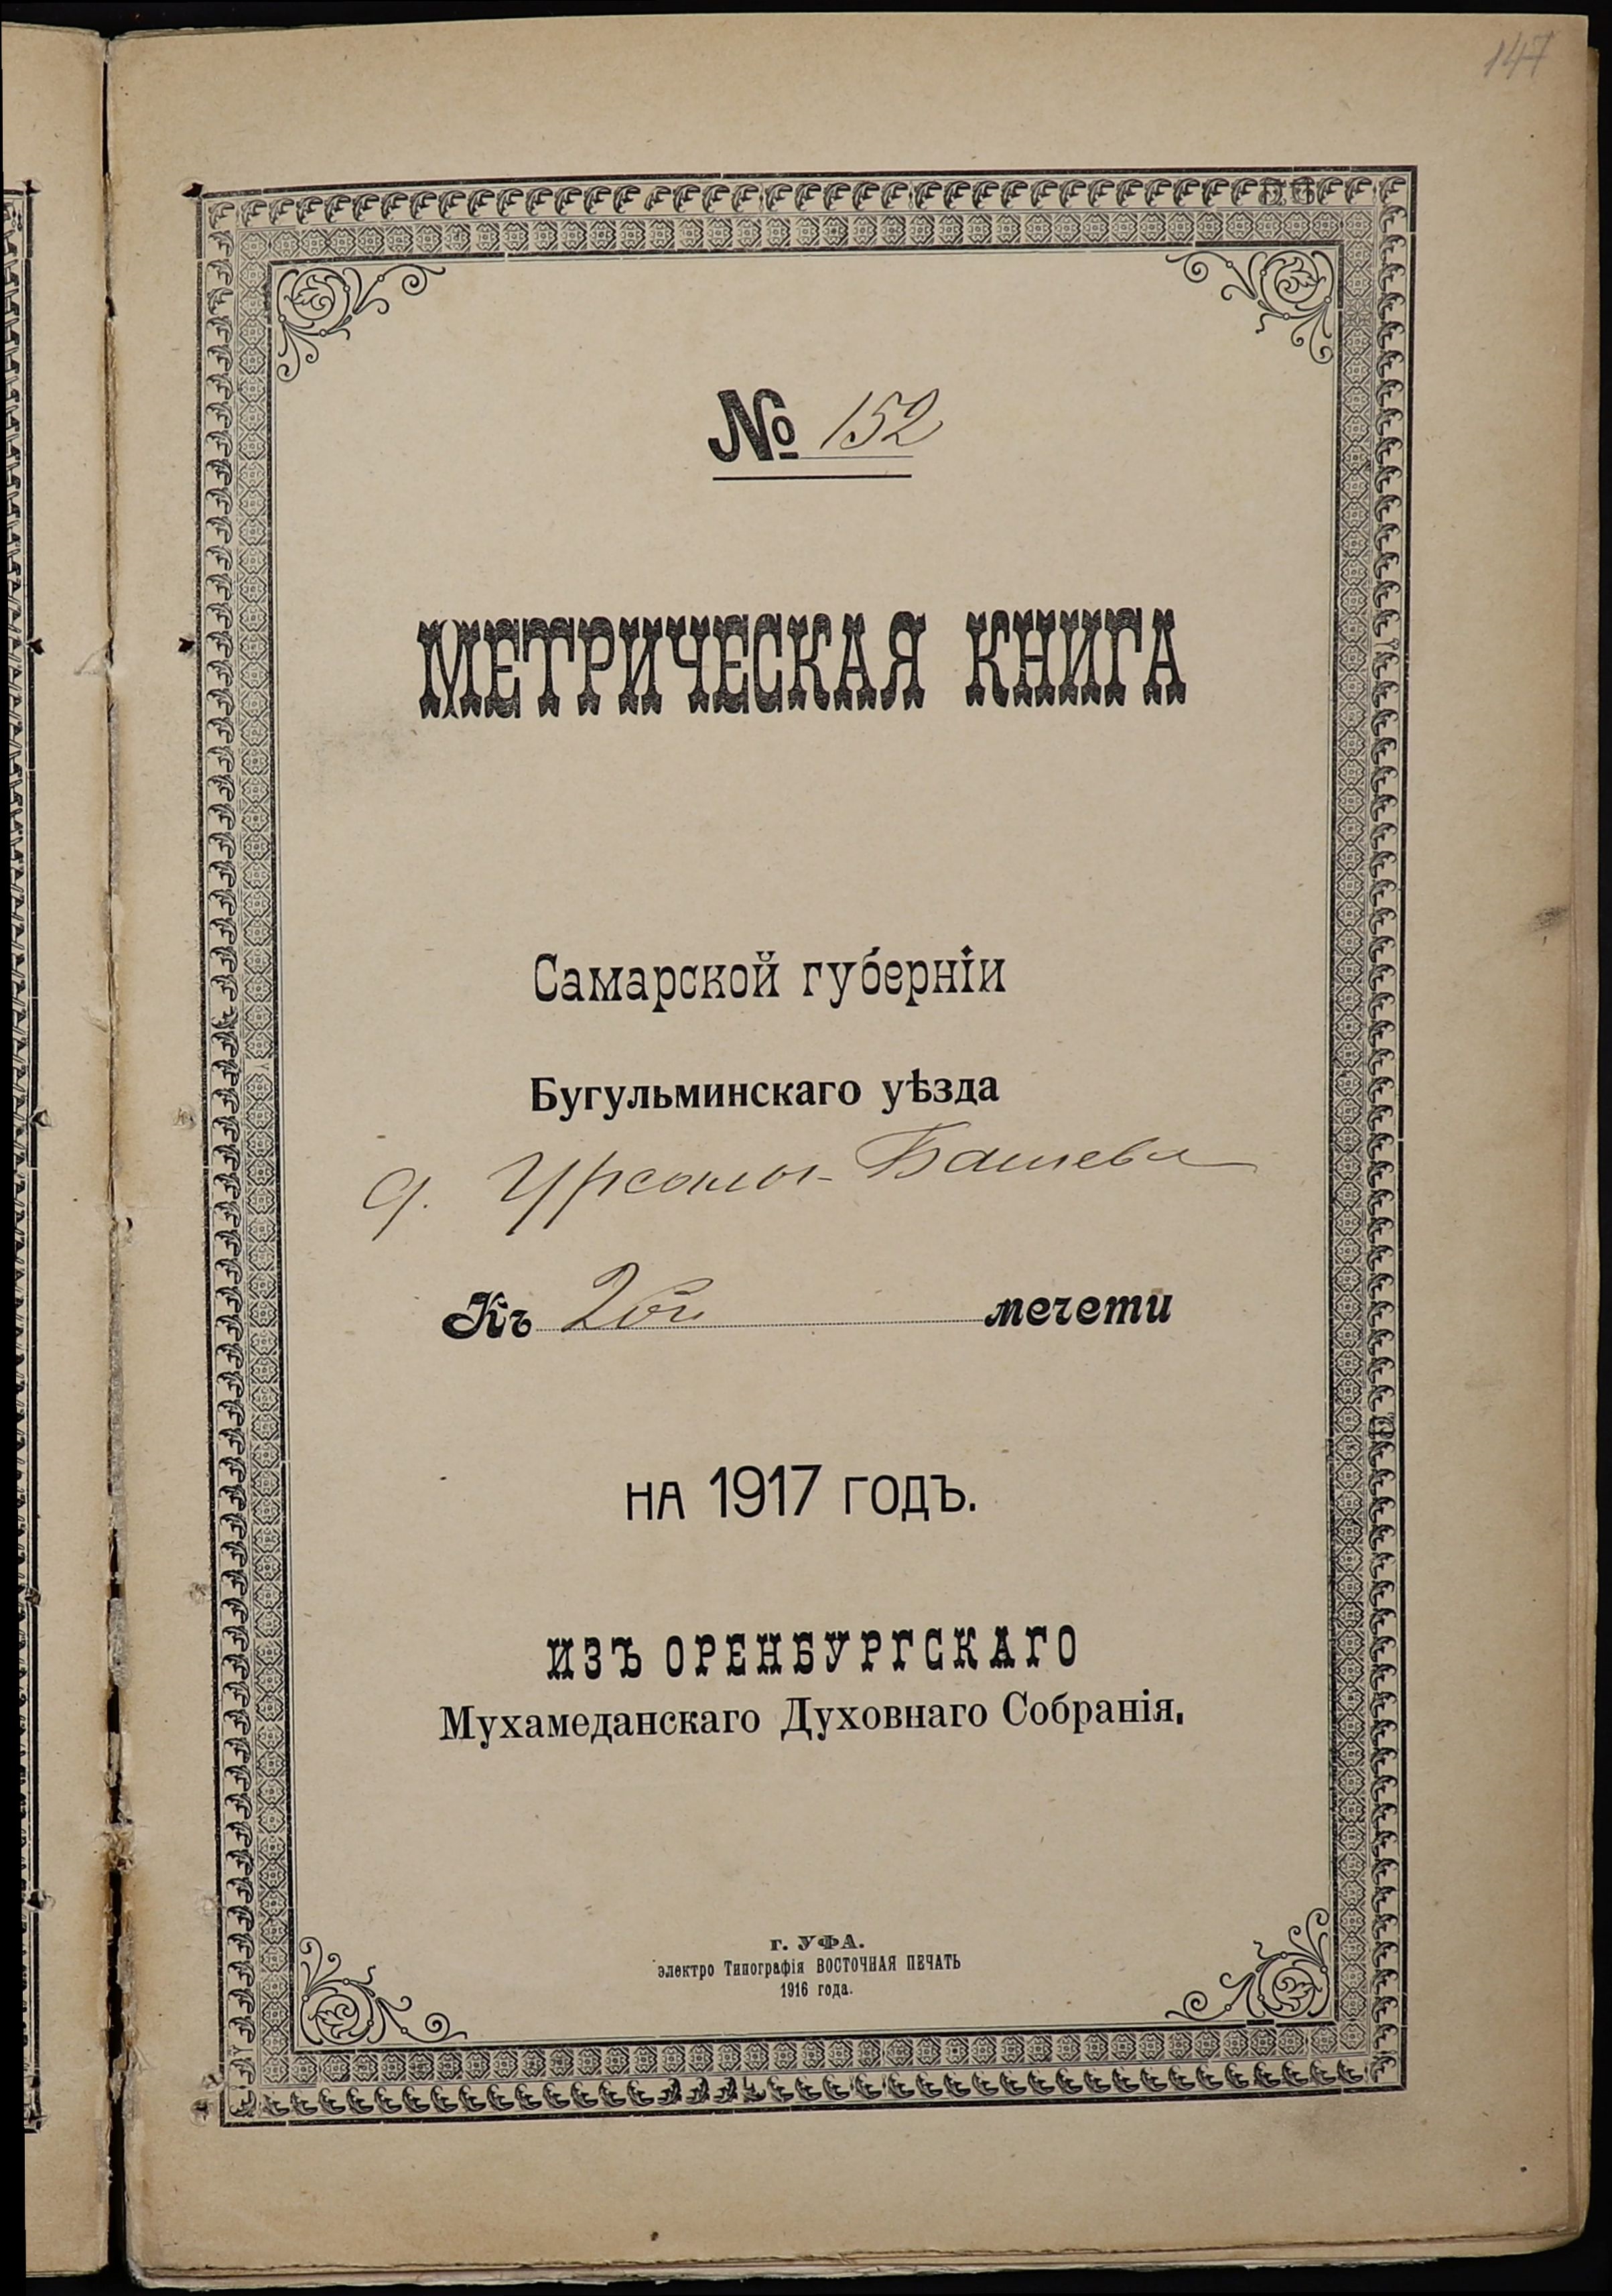 147
№ 152
МЕТРИЧЕСКАЯ КНИГА
Самарской губерніи
Бугульминскаго уѣзда
д. Урсалы-Башева
Къ 2ой мечети
на 1917 годъ.
ИЗЪ ОРЕНБУРГСКАГО
Мухамеданскаго Духовнаго Собранія.
г. УФА.
электро Типографія ВОСТОЧНАЯ ПЕЧАТЬ
1916 года.